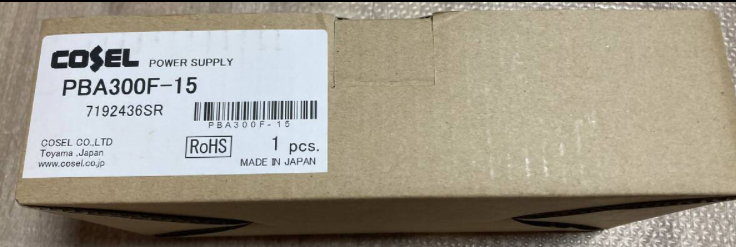 COSEL POWER SUPPLY
PBA300F-15
7192436SR
PBA300F-15
COSEL CO.,LTD
Toyama ,Japan
www.cosel.co.jp
RoHS
1 pcs.
MADE IN JAPAN